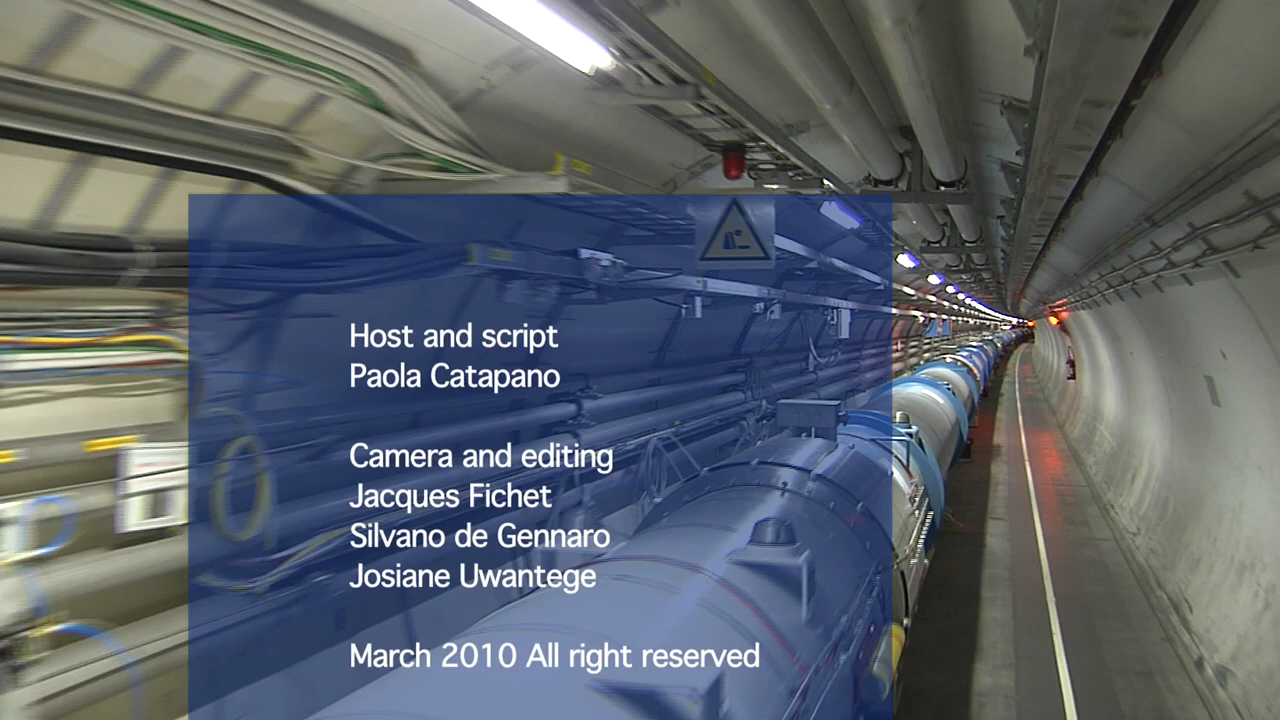 Host and script
Paola Catapano
Camera and editing
Jacques Fichet
Silvano de Gennaro
Josiane Uwantege
March 2010 All right reserved